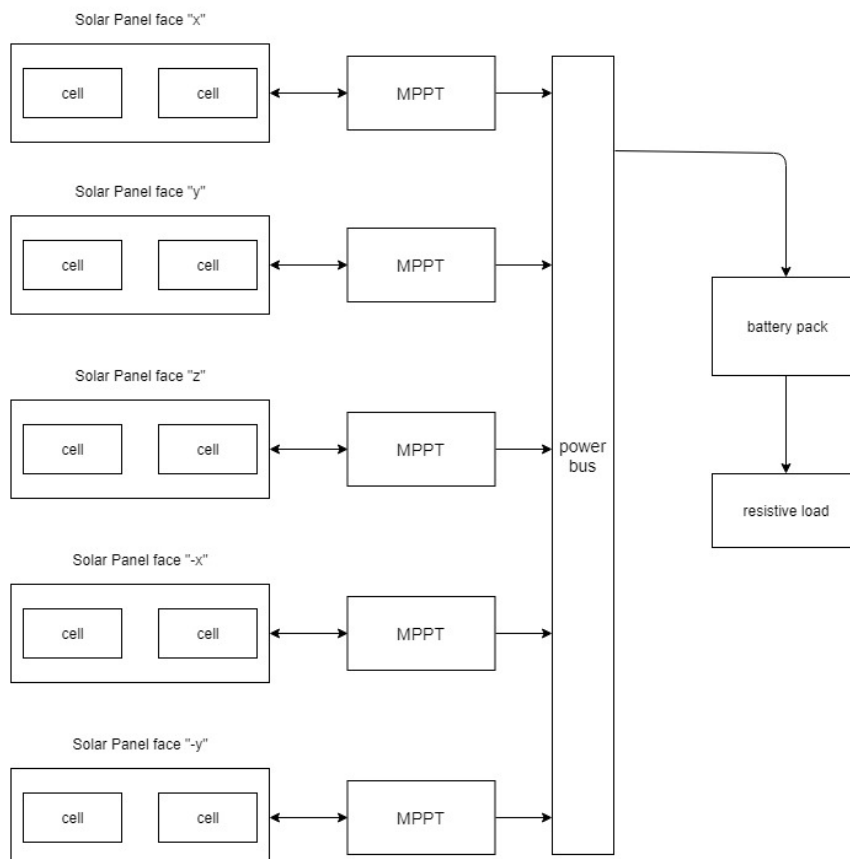 Solar Panel face "x"
cell
cell
MPPT
Solar Panel face "y"
cell
cell
MPPT
battery pack
Solar Panel face "z"
cell
cell
MPPT
power
bus
resistive load
Solar Panel face "-x"
cell
cell
MPPT
Solar Panel face "-y"
cell
cell
MPPT